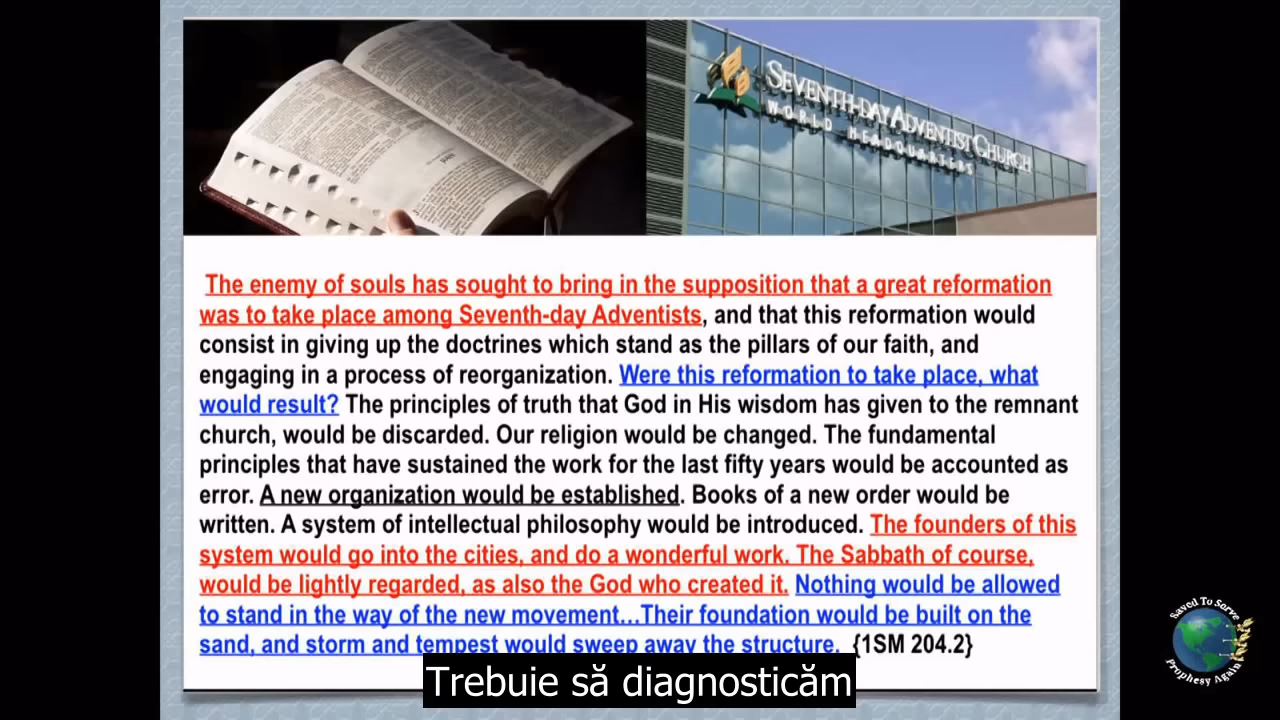 SEVENTH-DAY ADVENTIST CHURCH
WORLD HEADQUARTERS
The enemy of souls has sought to bring in the supposition that a great reformation
was to take place among Seventh-day Adventists, and that this reformation would
consist in giving up the doctrines which stand as the pillars of our faith, and
engaging in a process of reorganization. Were this reformation to take place, what
would result? The principles of truth that God in His wisdom has given to the remnant
church, would be discarded. Our religion would be changed. The fundamental
principles that have sustained the work for the last fifty years would be accounted as
error. A new organization would be established. Books of a new order would be
written. A system of intellectual philosophy would be introduced. The founders of this
system would go into the cities, and do a wonderful work. The Sabbath of course,
would be lightly regarded, as also the God who created it. Nothing would be allowed
to stand in the way of the new movement…Their foundation would be built on the
sand, and storm and tempest would sweep away the structure. {1SM 204.2}
Trebuie să diagnosticăm
Saved To Serve
Prophesy Again